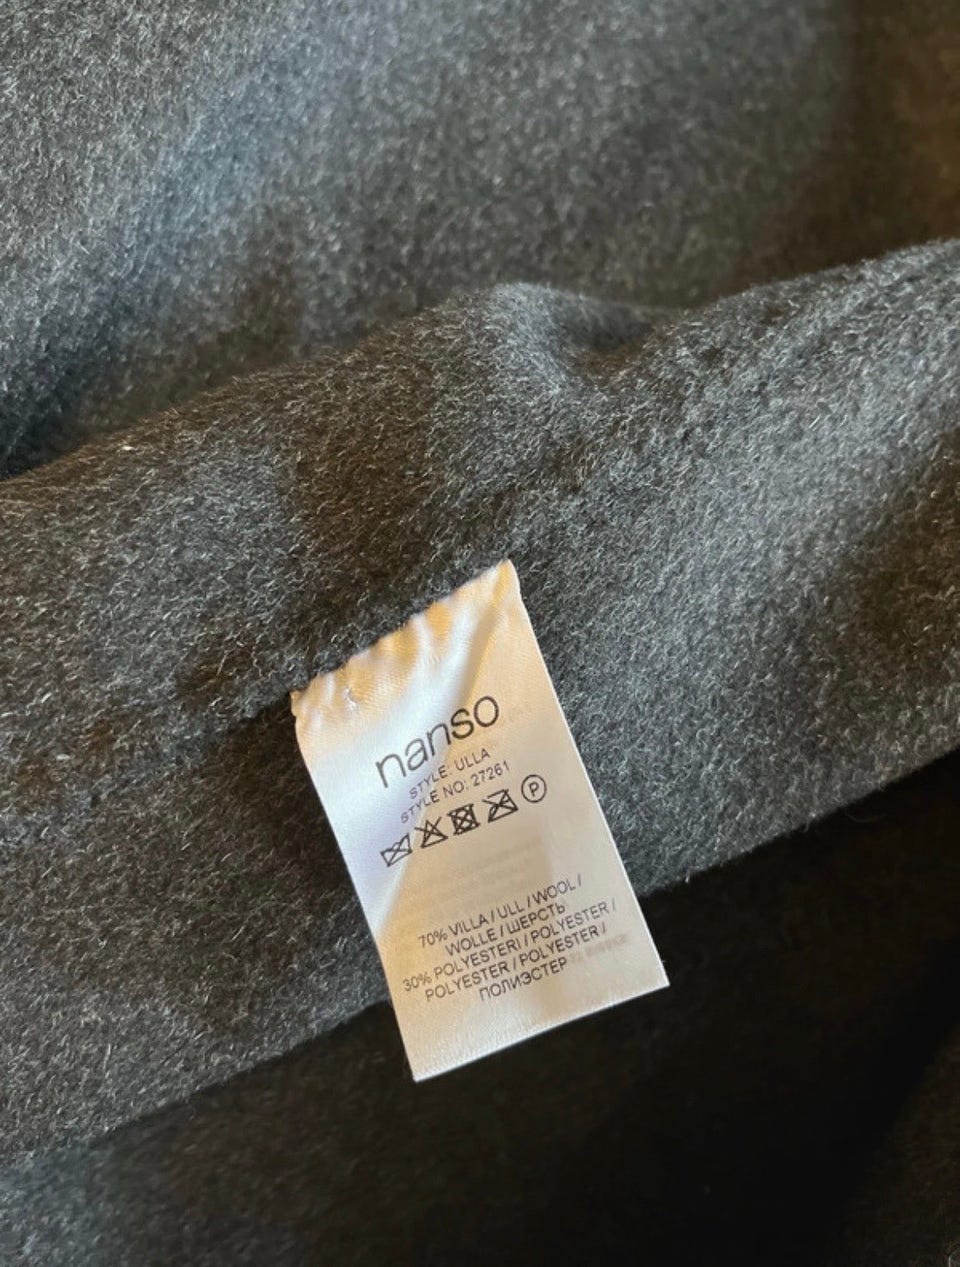 nanso
STYLE: ULLA
STYLE NO: 27261
P
70% VILLA / ULL / WOOL /
WOLLE / ШЕРСТЬ
30% POLYESTERI / POLYESTER /
POLYESTER / POLYESTER /
ПОЛИЭСТЕР